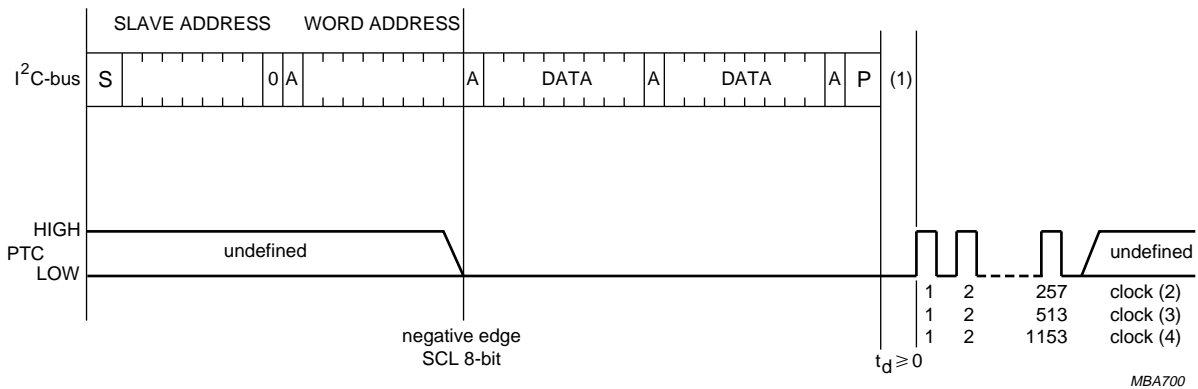 SLAVE ADDRESS WORD ADDRESS
I²C-bus S 0 A A DATA A DATA A P (1)
HIGH
PTC undefined undefined
LOW
1 2 257 clock (2)
1 2 513 clock (3)
1 2 1153 clock (4)
negative edge
SCL 8-bit
td ⩾ 0
MBA700